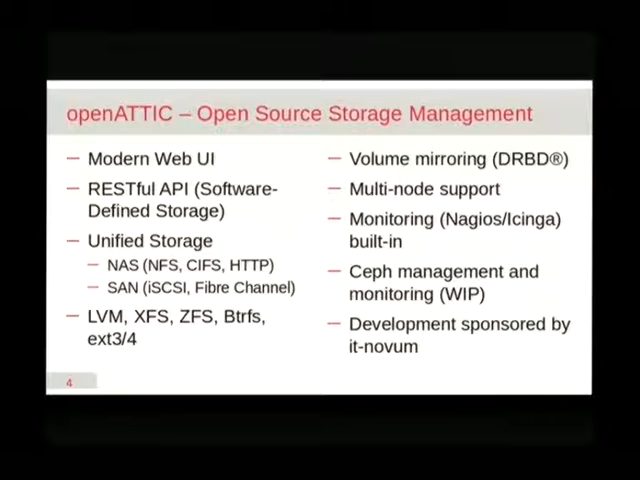 openATTIC – Open Source Storage Management
— Modern Web UI
— RESTful API (Software-
Defined Storage)
— Unified Storage
— NAS (NFS, CIFS, HTTP)
— SAN (iSCSI, Fibre Channel)
— LVM, XFS, ZFS, Btrfs,
ext3/4
— Volume mirroring (DRBD®)
— Multi-node support
— Monitoring (Nagios/Icinga)
built-in
— Ceph management and
monitoring (WIP)
— Development sponsored by
it-novum
4